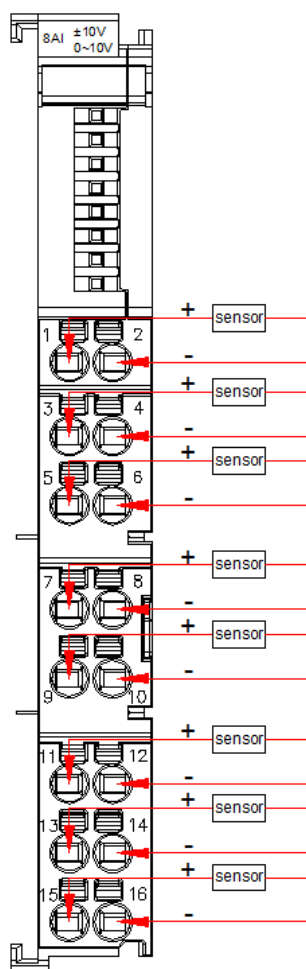 8AI ±10V
0~10V
+ sensor
1 2
-
+ sensor
3 4
-
+ sensor
5 6
-
+ sensor
7 8
-
+ sensor
-
9 10
+ sensor
11 12
-
+ sensor
13 14
-
+ sensor
15 16
-